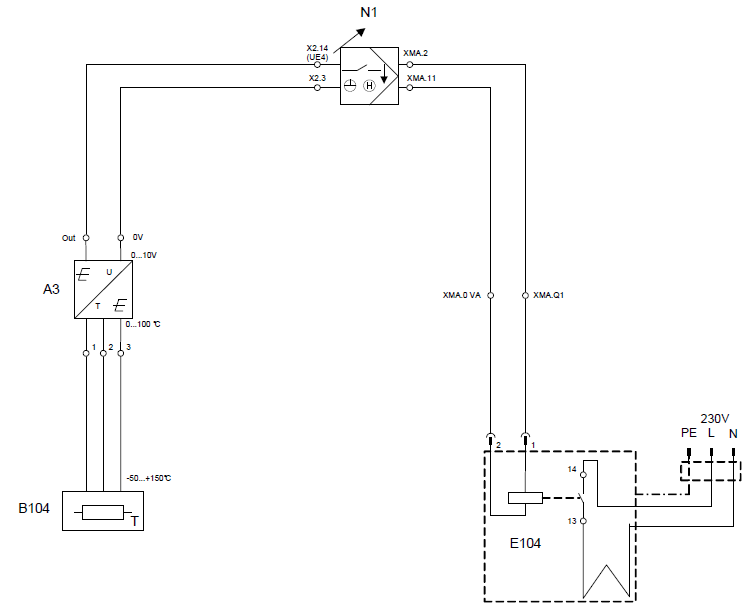 N1
X2.14
(UE4)
XMA.2
X2.3
XMA.11
H
Out
0V
0...10V
U
A3
T
0...100 °C
1
2
3
XMA.0 VA
XMA.Q1
230V
PE
L
N
2
1
14
13
-50...+150°C
B104
T
E104